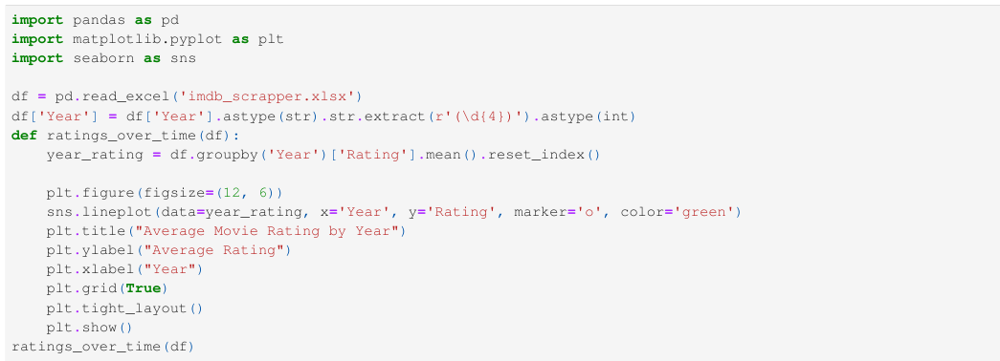 import pandas as pd
import matplotlib.pyplot as plt
import seaborn as sns

df = pd.read_excel('imdb_scrapper.xlsx')
df['Year'] = df['Year'].astype(str).str.extract(r'(\d{4})').astype(int)
def ratings_over_time(df):
    year_rating = df.groupby('Year')['Rating'].mean().reset_index()

    plt.figure(figsize=(12, 6))
    sns.lineplot(data=year_rating, x='Year', y='Rating', marker='o', color='green')
    plt.title("Average Movie Rating by Year")
    plt.ylabel("Average Rating")
    plt.xlabel("Year")
    plt.grid(True)
    plt.tight_layout()
    plt.show()
ratings_over_time(df)